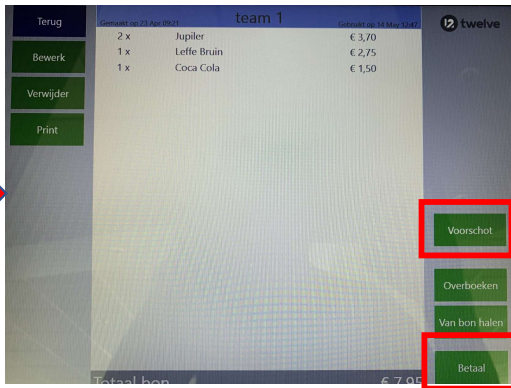 Terug
Bewerk
Verwijder
Print
team 1
Gemaakt op 23 Apr 09:21
Gebruikt op 14 May 12:47
2 x Jupiler € 3,70
1 x Leffe Bruin € 2,75
1 x Coca Cola € 1,50
Totaal bon € 7,95
twelve
Voorschot
Overboeken
Van bon halen
Betaal